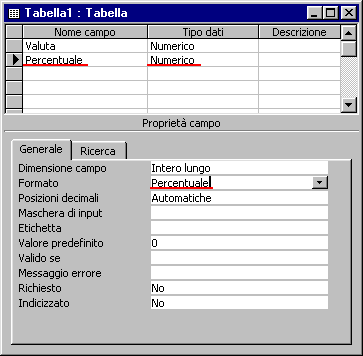 Tabella1 : Tabella
Nome campo Tipo dati Descrizione
Valuta Numerico
Percentuale Numerico
Proprietà campo
Generale Ricerca
Dimensione campo Intero lungo
Formato Percentuale
Posizioni decimali Automatiche
Maschera di input
Etichetta
Valore predefinito 0
Valido se
Messaggio errore
Richiesto No
Indicizzato No